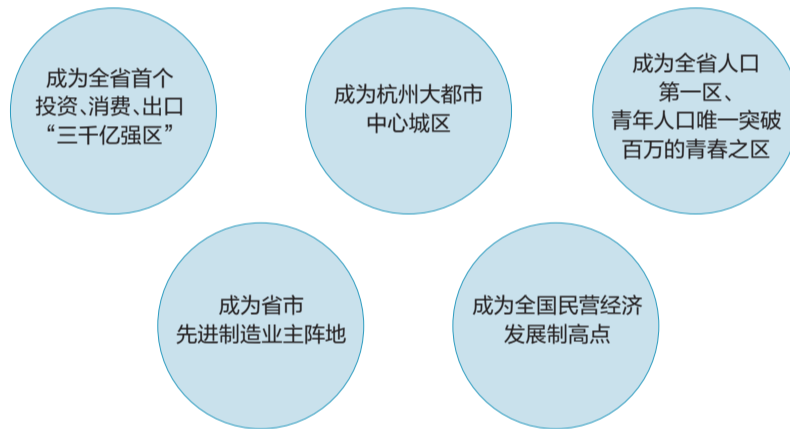 成为全省首个
投资、消费、出口
“三千亿强区”
成为杭州大都市
中心城区
成为全省人口
第一区、
青年人口唯一突破
百万的青春之区
成为省市
先进制造业主阵地
成为全国民营经济
发展制高点